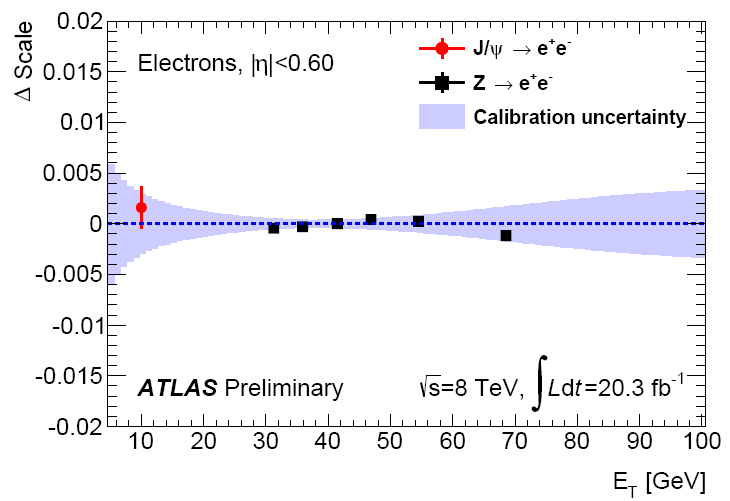 Δ Scale
0.02
0.015
0.01
0.005
0
-0.005
-0.01
-0.015
-0.02
Electrons, |η|<0.60
J/ψ → e⁺e⁻
Z → e⁺e⁻
Calibration uncertainty
ATLAS Preliminary
√s=8 TeV, ∫Ldt=20.3 fb⁻¹
10 20 30 40 50 60 70 80 90 100
E_T [GeV]